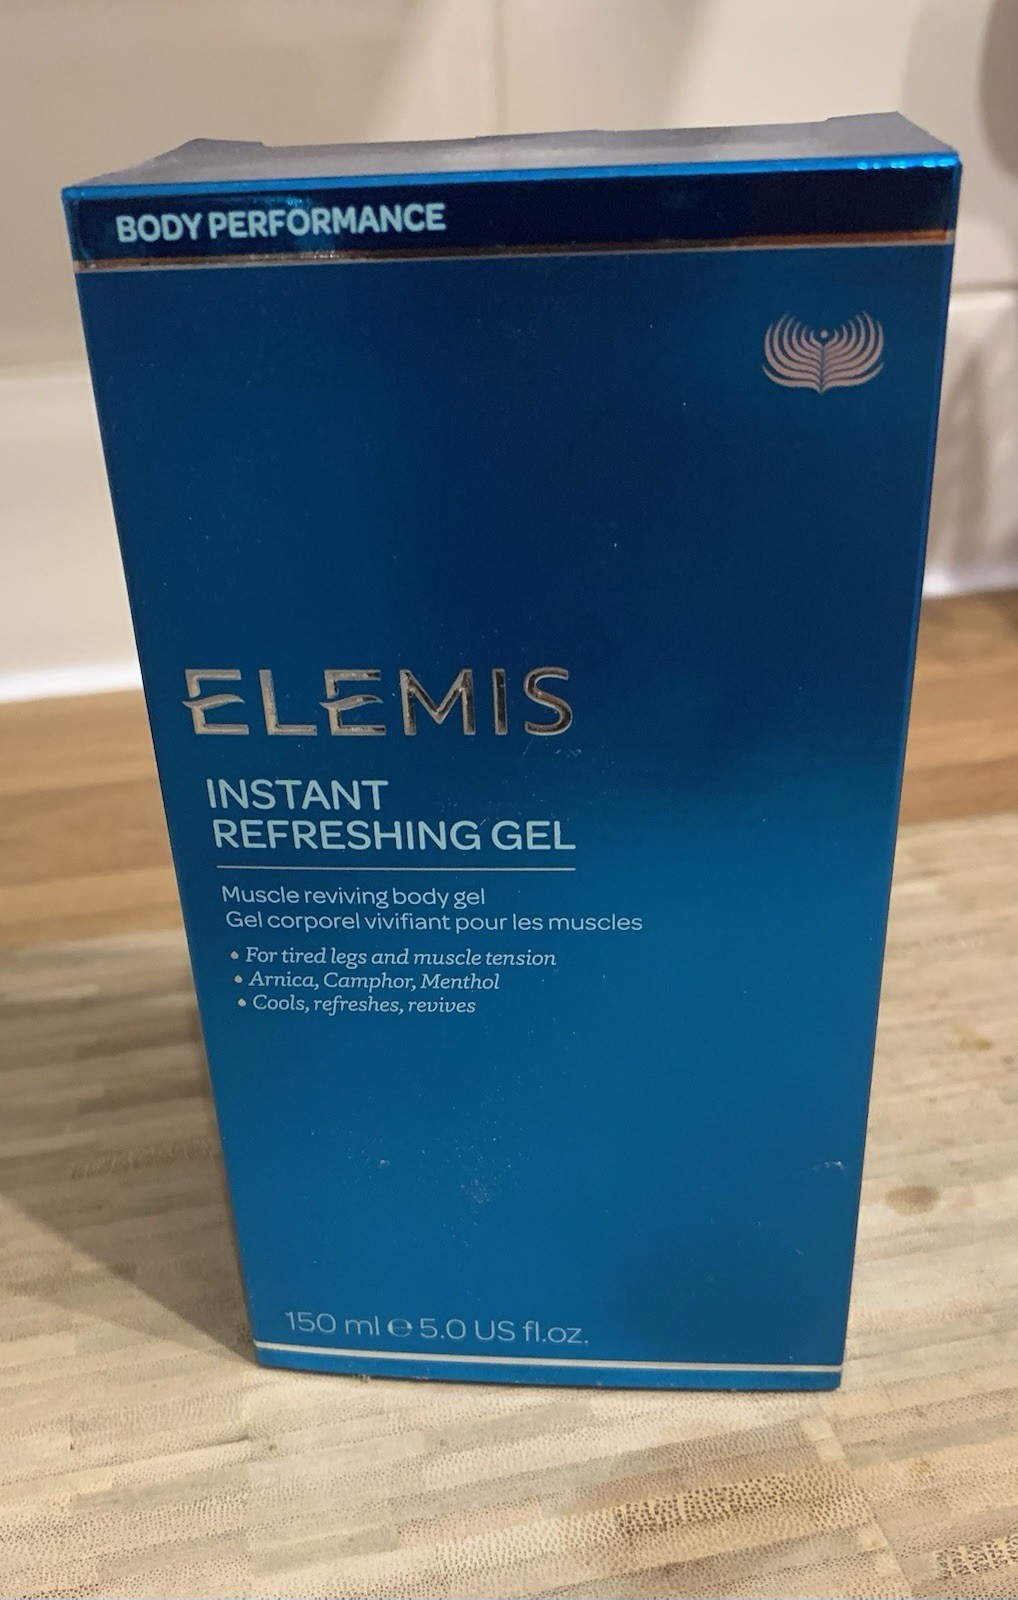 BODY PERFORMANCE
ELEMIS
INSTANT
REFRESHING GEL
Muscle reviving body gel
Gel corporel vivifiant pour les muscles
• For tired legs and muscle tension
• Arnica, Camphor, Menthol
• Cools, refreshes, revives
150 ml ℮ 5.0 US fl.oz.